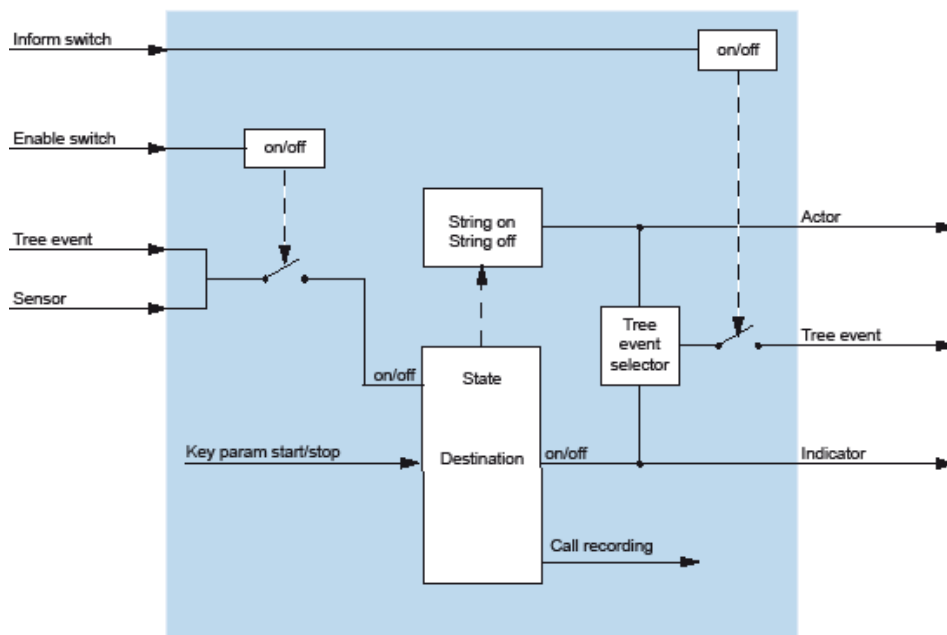 Inform switch
on/off
Enable switch
on/off
String on
String off
Actor
Tree event
Sensor
Tree
event
selector
Tree event
on/off
State
Key param start/stop
Destination
on/off
Indicator
Call recording